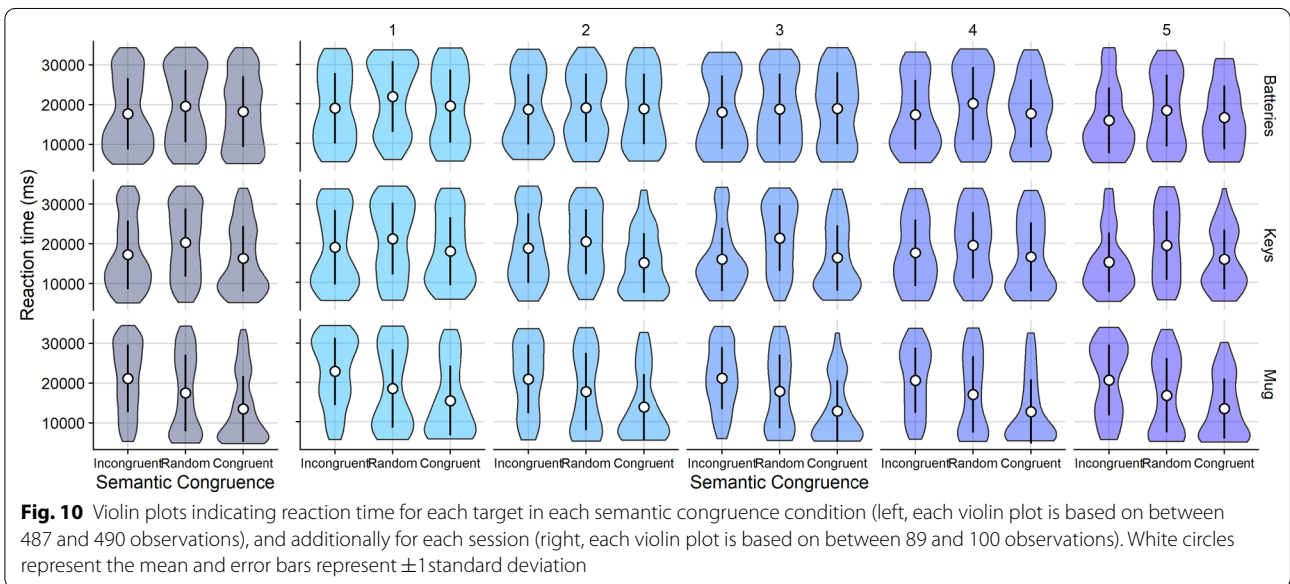 1 2 3 4 5
30000
20000
10000
Batteries
30000
20000
10000
Keys
30000
20000
10000
Mug
Reaction time (ms)
Incongruent Random Congruent Incongruent Random Congruent Incongruent Random Congruent Incongruent Random Congruent Incongruent Random Congruent Incongruent Random Congruent
Semantic Congruence Semantic Congruence
Fig. 10 Violin plots indicating reaction time for each target in each semantic congruence condition (left, each violin plot is based on between
487 and 490 observations), and additionally for each session (right, each violin plot is based on between 89 and 100 observations). White circles
represent the mean and error bars represent ±1standard deviation